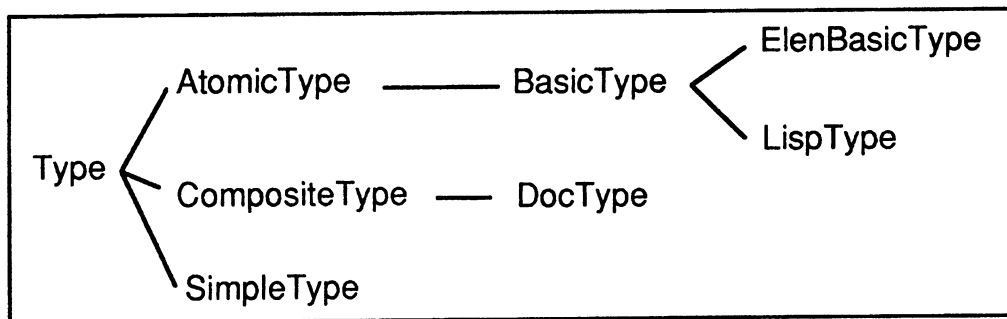 ElenBasicType
AtomicType BasicType
LispType
Type
CompositeType DocType
SimpleType